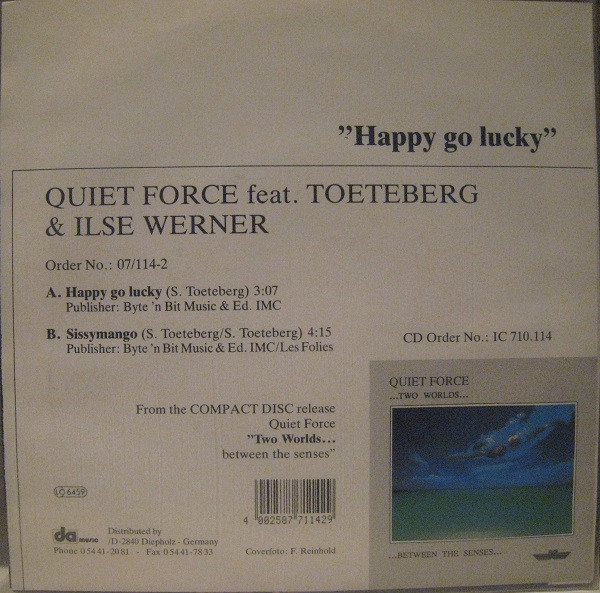 ”Happy go lucky”
QUIET FORCE feat. TOETEBERG
& ILSE WERNER
Order No.: 07/114-2
A. Happy go lucky (S. Toeteberg) 3:07
Publisher: Byte 'n Bit Music & Ed. IMC
B. Sissymango (S. Toeteberg/S. Toeteberg) 4:15
Publisher: Byte 'n Bit Music & Ed. IMC/Les Folies
CD Order No.: IC 710.114
From the COMPACT DISC release
Quiet Force
”Two Worlds...
between the senses”
QUIET FORCE
...TWO WORLDS...
...BETWEEN THE SENSES...
LC 6459
4 002587 711429
da music
Distributed by
/D-2840 Diepholz - Germany
Phone 0 54 41-20 81 - Fax 0 54 41-78 33
Coverfoto: F. Reinhold